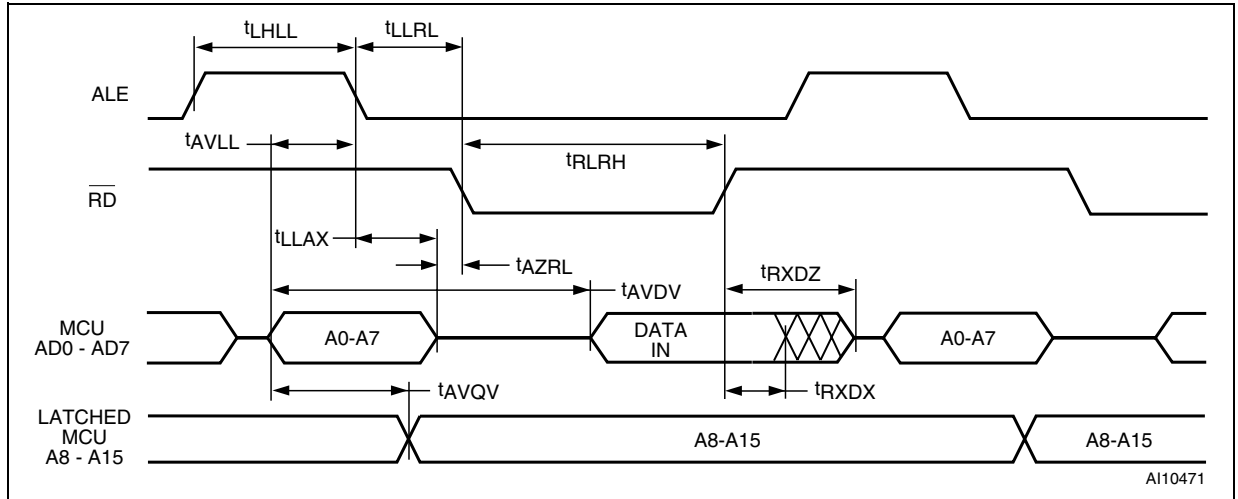 tLHLL
tLLRL
ALE
tAVLL
tRLRH
RD
tLLAX
tAZRL
tRXDZ
tAVDV
MCU
AD0 - AD7
A0-A7
DATA
IN
A0-A7
tAVQV
tRXDX
LATCHED
MCU
A8 - A15
A8-A15
A8-A15
AI10471